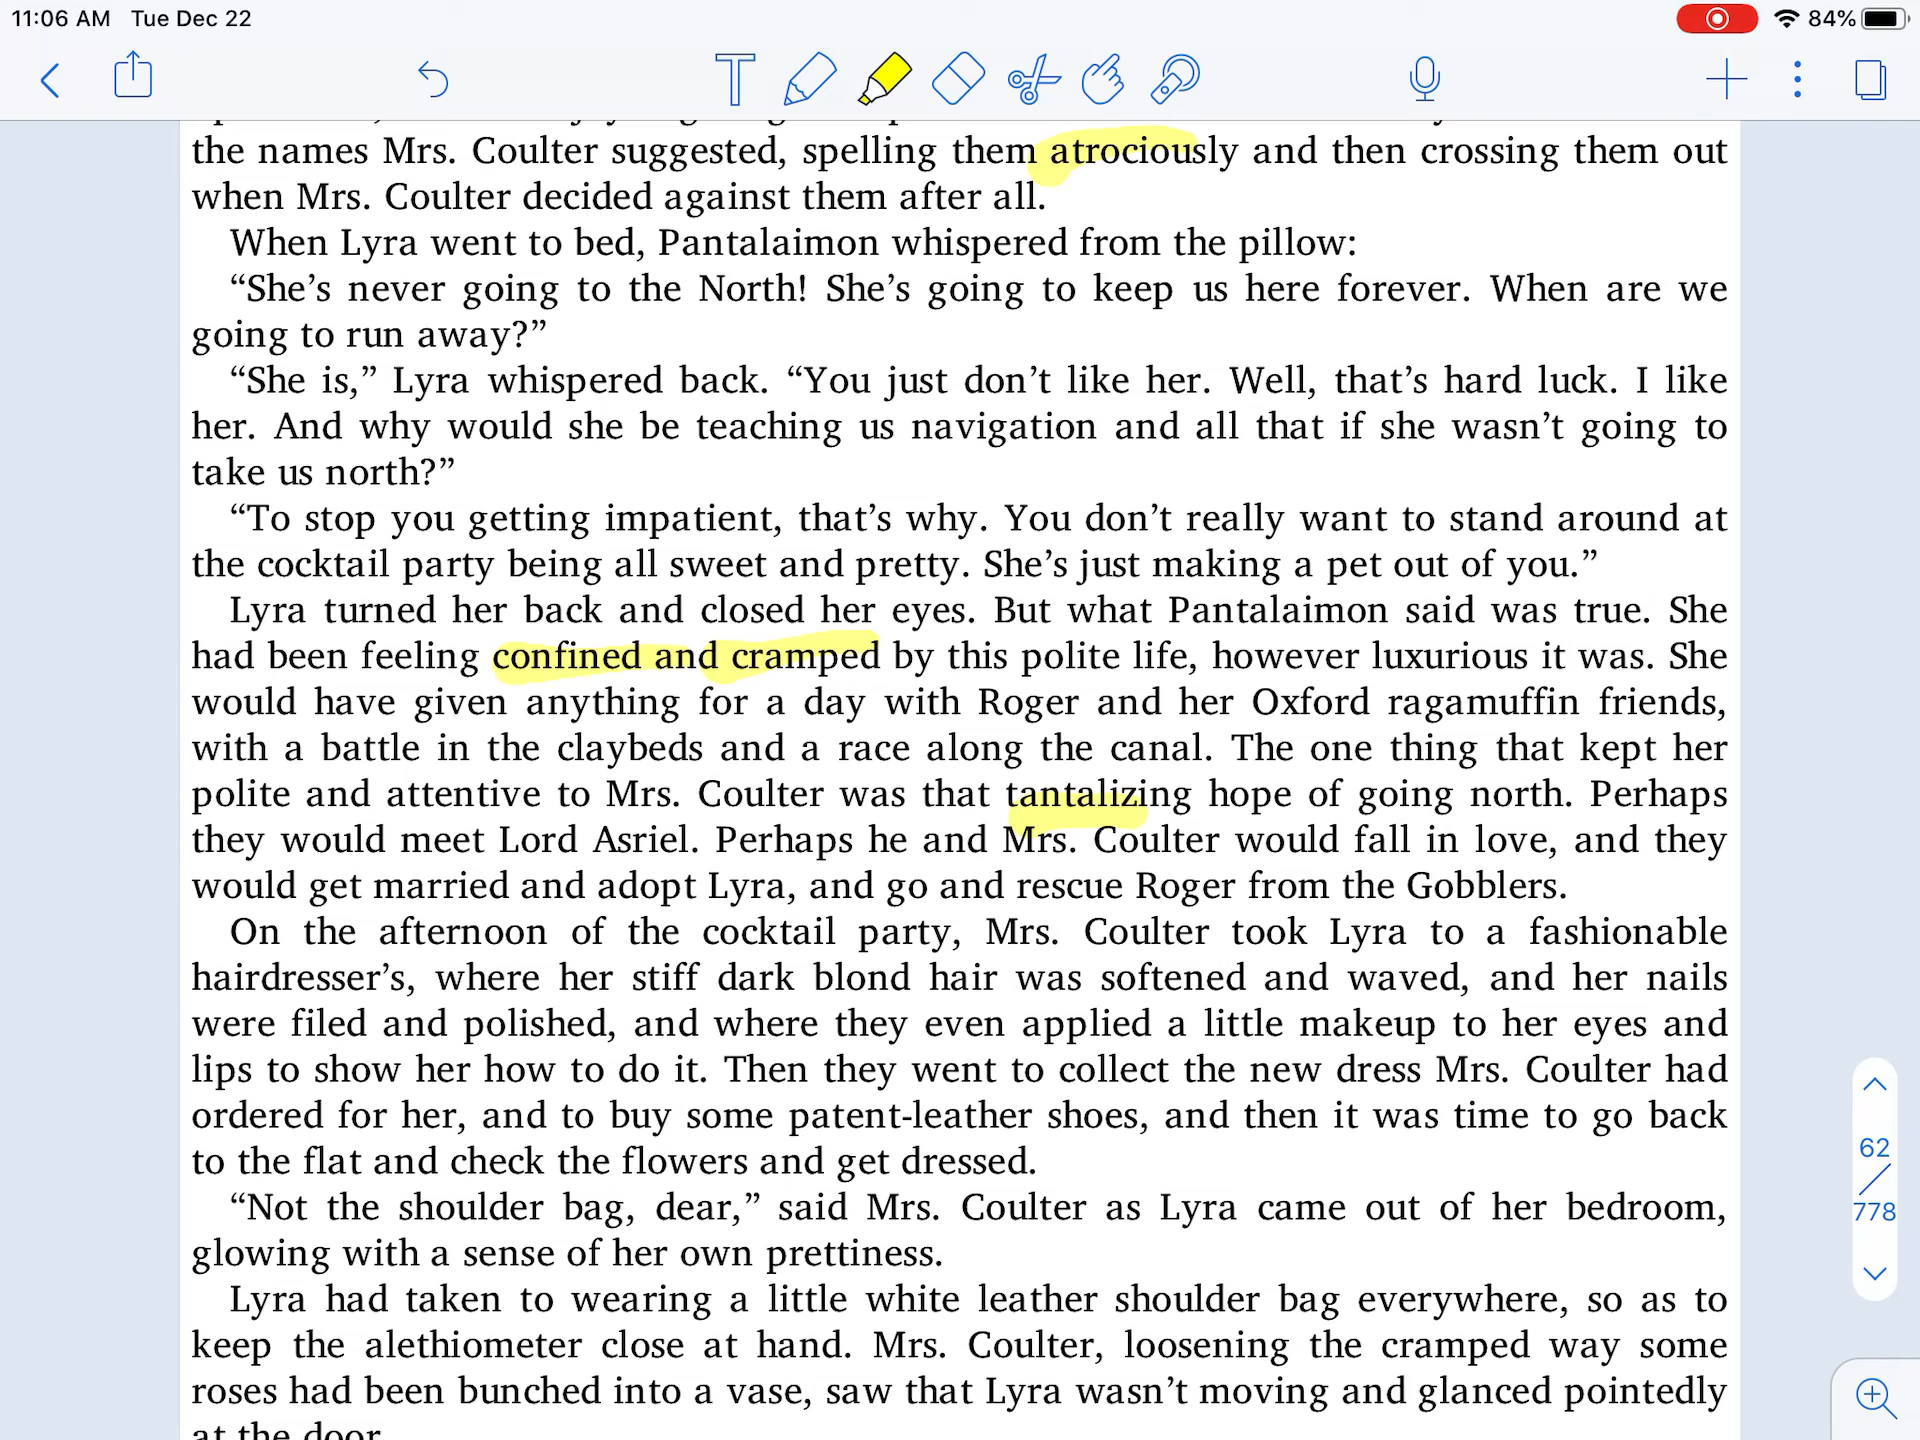 11:06 AM Tue Dec 22
84%
the names Mrs. Coulter suggested, spelling them atrociously and then crossing them out
when Mrs. Coulter decided against them after all.
When Lyra went to bed, Pantalaimon whispered from the pillow:
“She’s never going to the North! She’s going to keep us here forever. When are we
going to run away?”
“She is,” Lyra whispered back. “You just don’t like her. Well, that’s hard luck. I like
her. And why would she be teaching us navigation and all that if she wasn’t going to
take us north?”
“To stop you getting impatient, that’s why. You don’t really want to stand around at
the cocktail party being all sweet and pretty. She’s just making a pet out of you.”
Lyra turned her back and closed her eyes. But what Pantalaimon said was true. She
had been feeling confined and cramped by this polite life, however luxurious it was. She
would have given anything for a day with Roger and her Oxford ragamuffin friends,
with a battle in the claybeds and a race along the canal. The one thing that kept her
polite and attentive to Mrs. Coulter was that tantalizing hope of going north. Perhaps
they would meet Lord Asriel. Perhaps he and Mrs. Coulter would fall in love, and they
would get married and adopt Lyra, and go and rescue Roger from the Gobblers.
On the afternoon of the cocktail party, Mrs. Coulter took Lyra to a fashionable
hairdresser’s, where her stiff dark blond hair was softened and waved, and her nails
were filed and polished, and where they even applied a little makeup to her eyes and
lips to show her how to do it. Then they went to collect the new dress Mrs. Coulter had
ordered for her, and to buy some patent-leather shoes, and then it was time to go back
to the flat and check the flowers and get dressed.
“Not the shoulder bag, dear,” said Mrs. Coulter as Lyra came out of her bedroom,
glowing with a sense of her own prettiness.
Lyra had taken to wearing a little white leather shoulder bag everywhere, so as to
keep the alethiometer close at hand. Mrs. Coulter, loosening the cramped way some
roses had been bunched into a vase, saw that Lyra wasn’t moving and glanced pointedly
at the door.
62
/
778